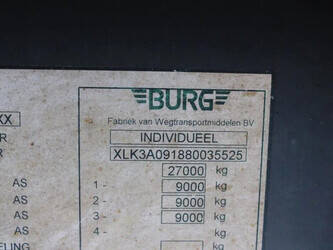 BURG
Fabriek van Wegtransportmiddelen BV
XX
INDIVIDUEEL
XLK3A091880035525
27000 kg
AS 1 - 9000 kg
AS 2 - 9000 kg
AS 3 - 9000 kg
AS 4 - kg
ELING kg